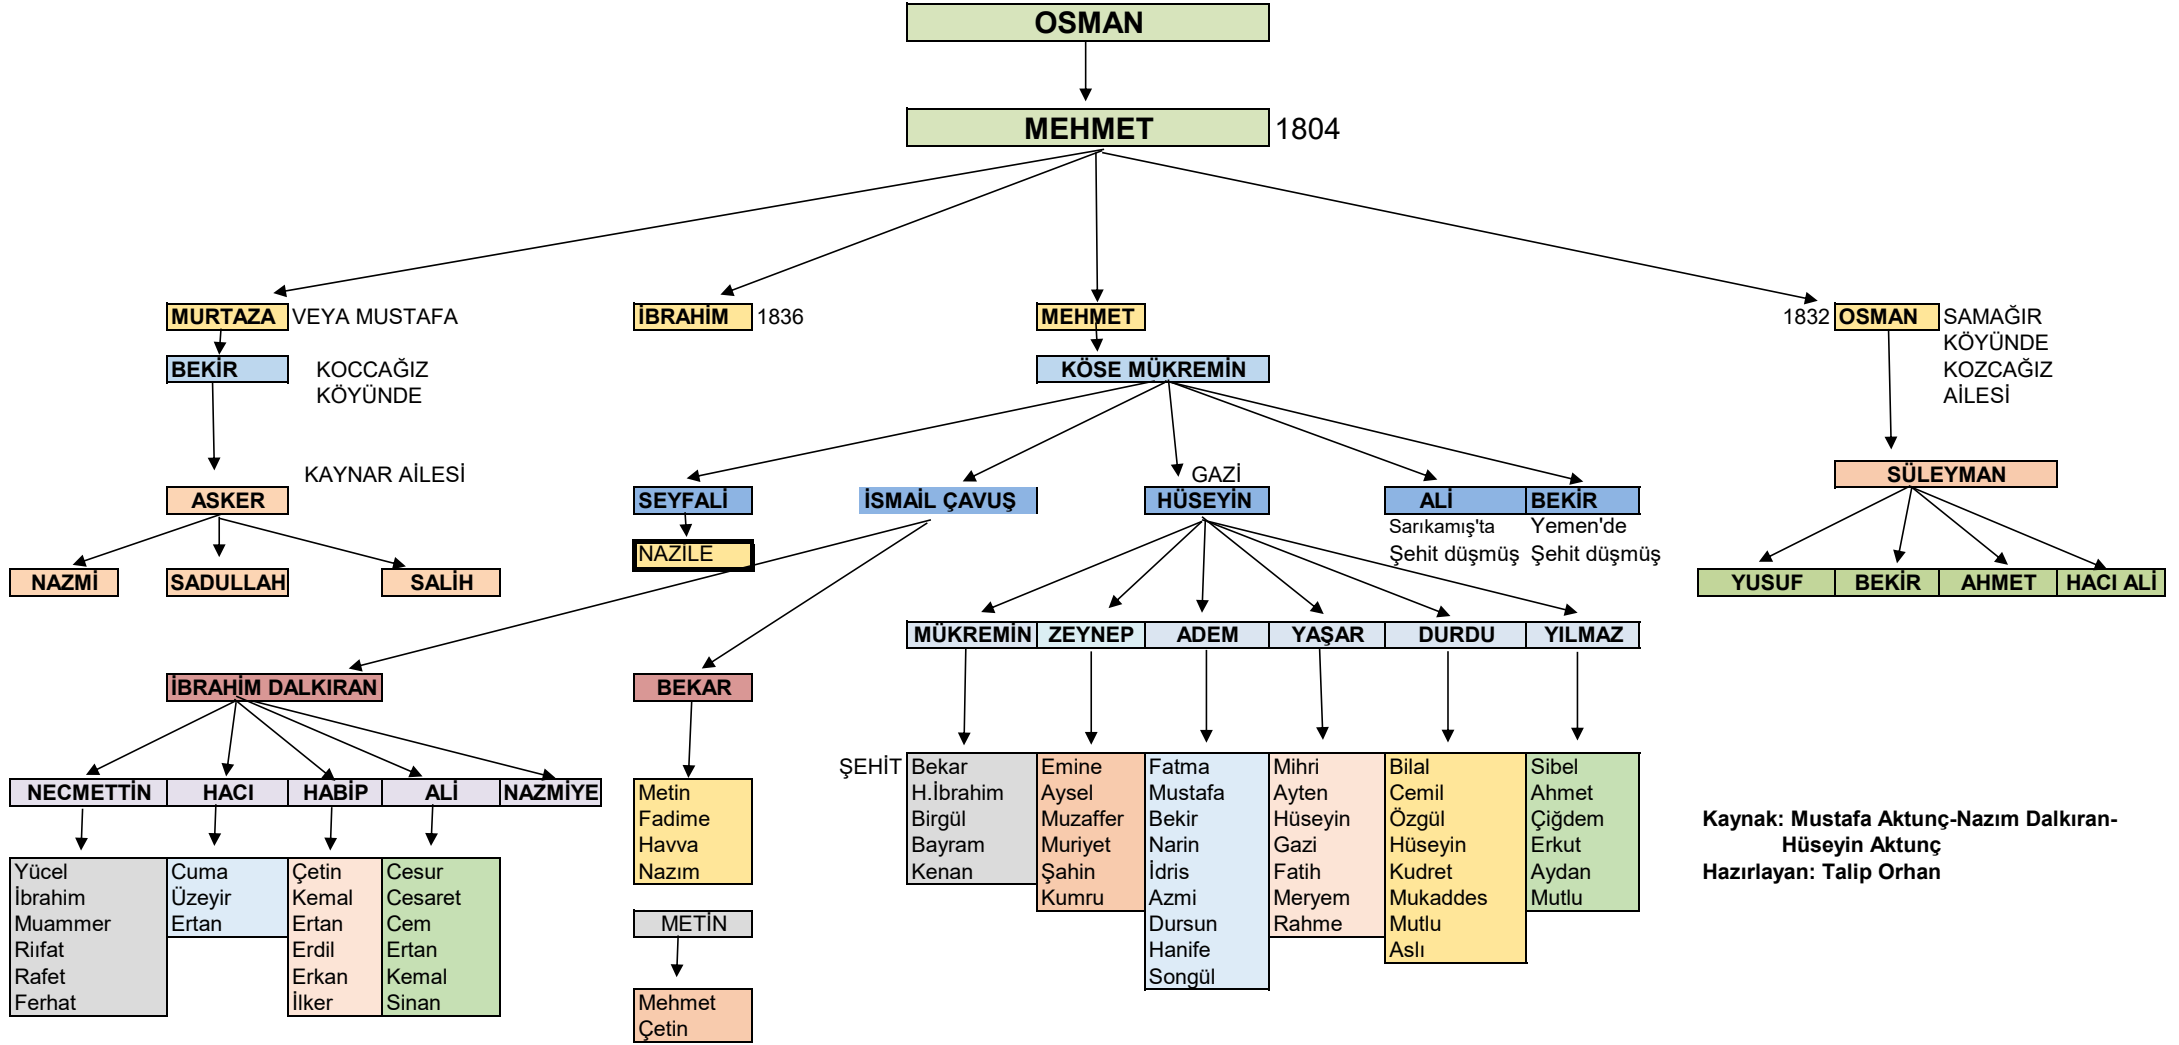 OSMAN
MEHMET 1804
MURTAZA VEYA MUSTAFA İBRAHİM 1836 MEHMET 1832 OSMAN SAMAĞIR
KÖYÜNDE
BEKİR KOCCAĞIZ KÖSE MÜKREMİN KOZCAĞIZ
KÖYÜNDE AİLESİ
KAYNAR AİLESİ GAZİ SÜLEYMAN
ASKER SEYFALİ İSMAİL ÇAVUŞ HÜSEYİN ALİ BEKİR
Sarıkamış'ta Yemen'de
NAZİLE Şehit düşmüş Şehit düşmüş
NAZMİ SADULLAH SALİH YUSUF BEKİR AHMET HACI ALİ
MÜKREMİN ZEYNEP ADEM YAŞAR DURDU YILMAZ
İBRAHİM DALKIRAN BEKAR
ŞEHİT Bekar Emine Fatma Mihri Bilal Sibel
NECMETTİN HACI HABİP ALİ NAZMİYE Metin H.İbrahim Aysel Mustafa Ayten Cemil Ahmet
Fadime Birgül Muzaffer Bekir Hüseyin Özgül Çiğdem Kaynak: Mustafa Aktunç-Nazım Dalkıran-
Havva Bayram Muriyet Narin Gazi Hüseyin Erkut Hüseyin Aktunç
Yücel Cuma Çetin Cesur Nazım Kenan Şahin İdris Fatih Kudret Aydan Hazırlayan: Talip Orhan
İbrahim Üzeyir Kemal Cesaret Kumru Azmi Meryem Mukaddes Mutlu
Muammer Ertan Ertan Cem METİN Dursun Rahme Mutlu
Riıfat Erdil Ertan Hanife Aslı
Rafet Erkan Kemal Songül
Ferhat İlker Sinan Mehmet
Çetin